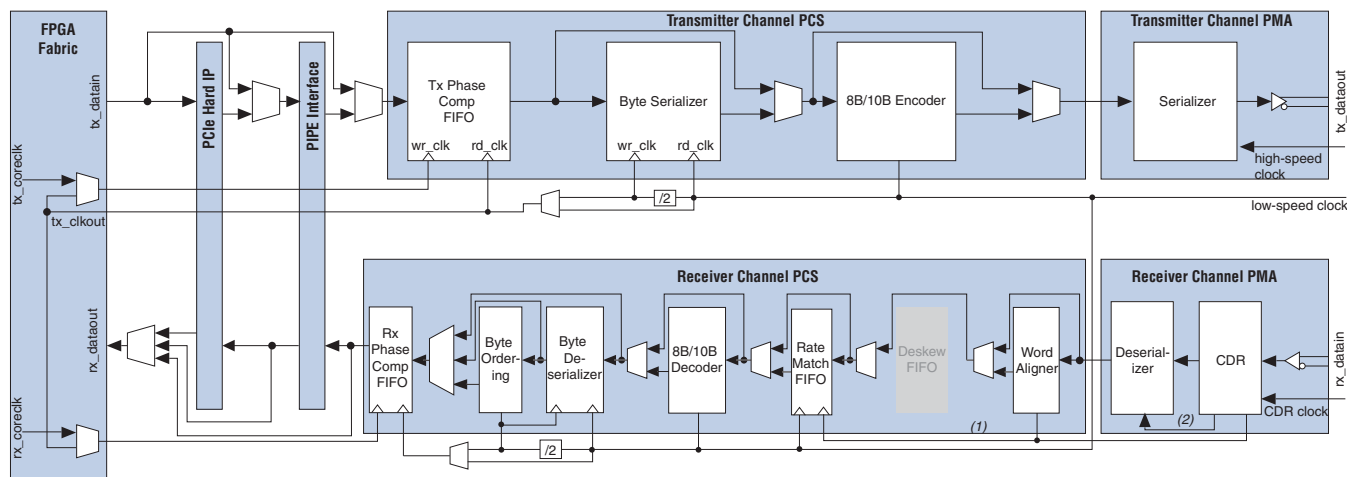 FPGA
Fabric
Transmitter Channel PCS
Transmitter Channel PMA
tx_datain
PCIe Hard IP
PIPE Interface
Tx Phase
Comp
FIFO
wr_clk
rd_clk
Byte Serializer
wr_clk
rd_clk
8B/10B Encoder
Serializer
tx_dataout
high-speed
clock
tx_coreclk
/2
tx_clkout
low-speed clock
Receiver Channel PCS
Receiver Channel PMA
rx_dataout
Rx
Phase
Comp
FIFO
Byte
Order-
ing
Byte
De-
serializer
8B/10B
Decoder
Rate
Match
FIFO
Deskew
FIFO
Word
Aligner
Deserial-
izer
CDR
rx_datain
CDR clock
rx_coreclk
(1)
(2)
/2